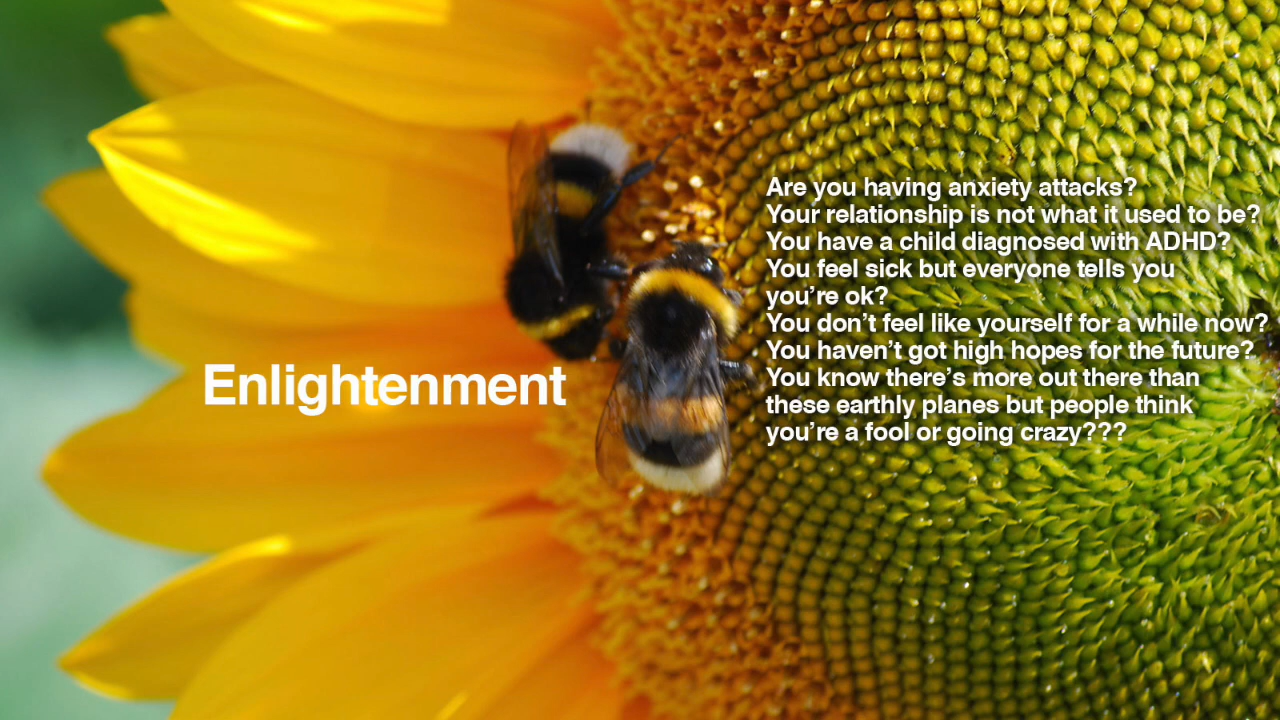 Enlightenment
Are you having anxiety attacks?
Your relationship is not what it used to be?
You have a child diagnosed with ADHD?
You feel sick but everyone tells you
you’re ok?
You don’t feel like yourself for a while now?
You haven’t got high hopes for the future?
You know there’s more out there than
these earthly planes but people think
you’re a fool or going crazy???